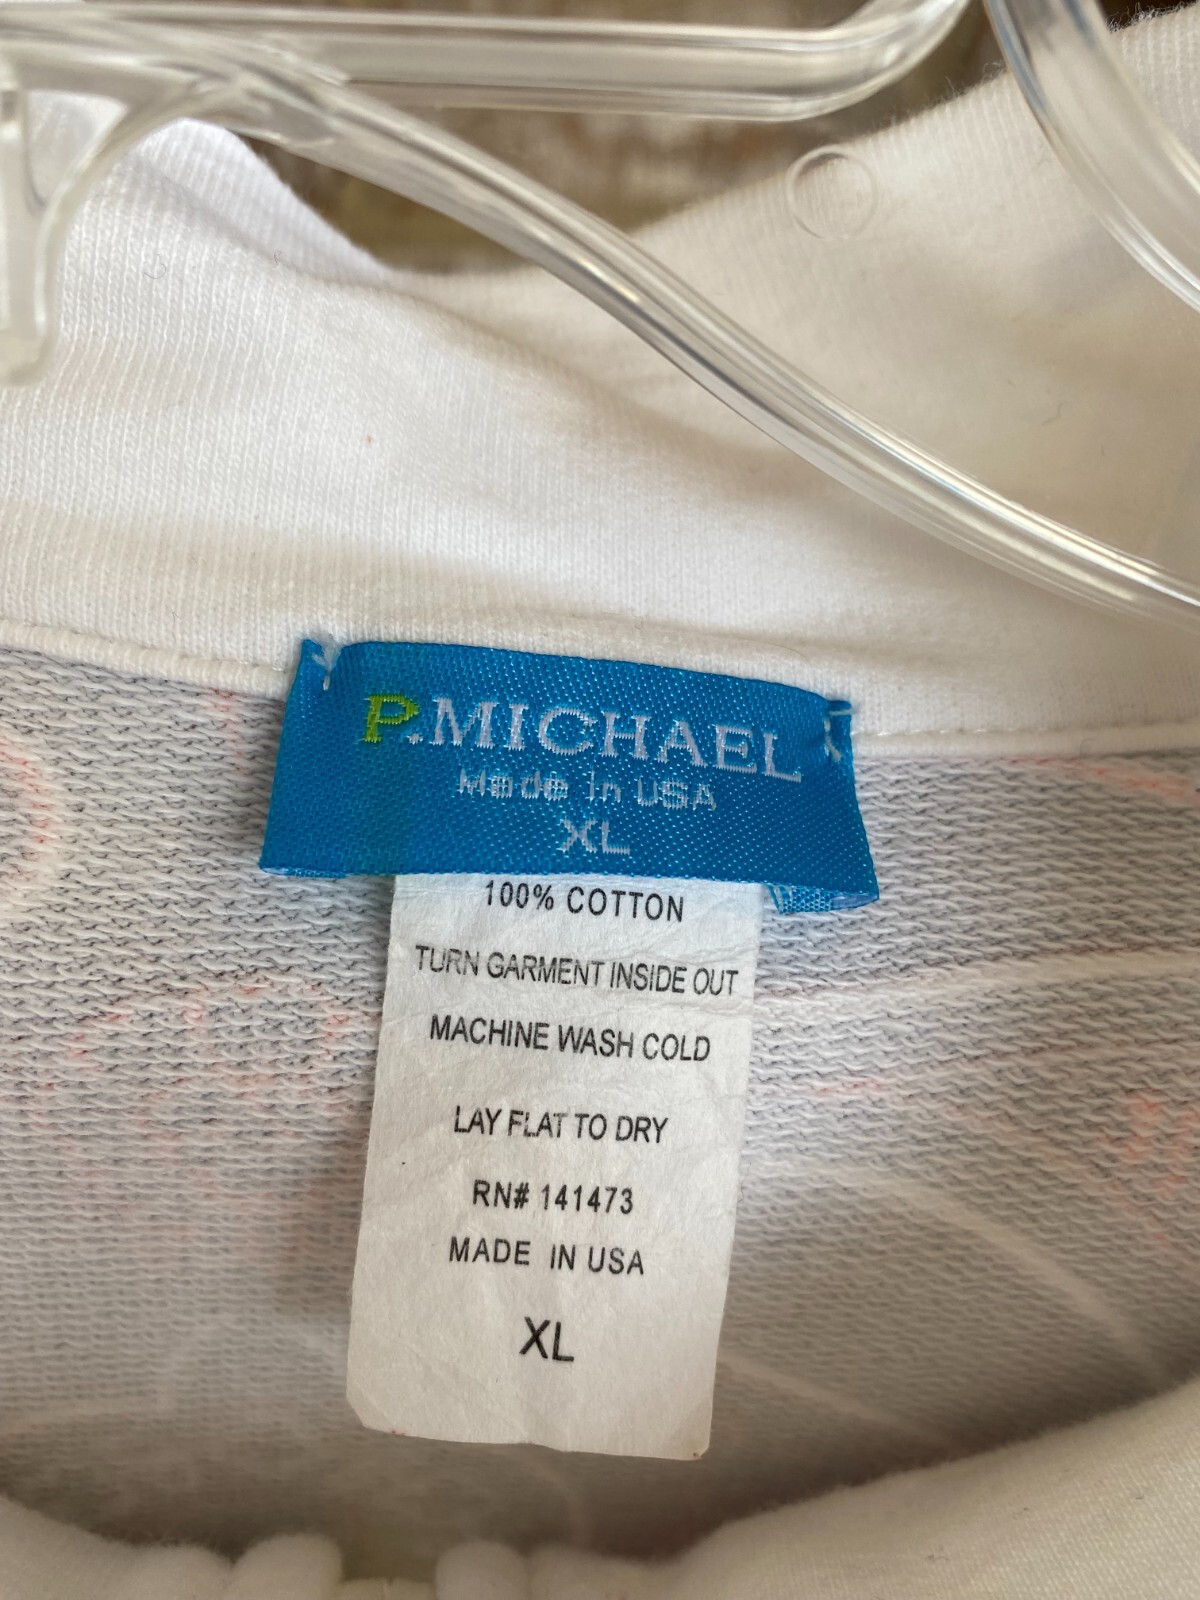 P.MICHAEL
Made in USA
XL
100% COTTON
TURN GARMENT INSIDE OUT
MACHINE WASH COLD
LAY FLAT TO DRY
RN# 141473
MADE IN USA
XL